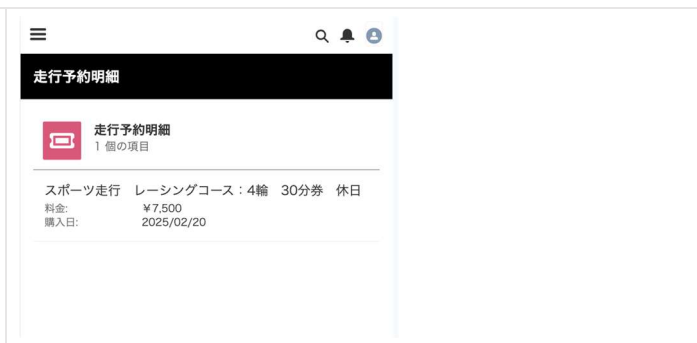 走行予約明細
走行予約明細
1 個の項目
スポーツ走行　レーシングコース：4輪　30分券　休日
料金: ¥7,500
購入日: 2025/02/20